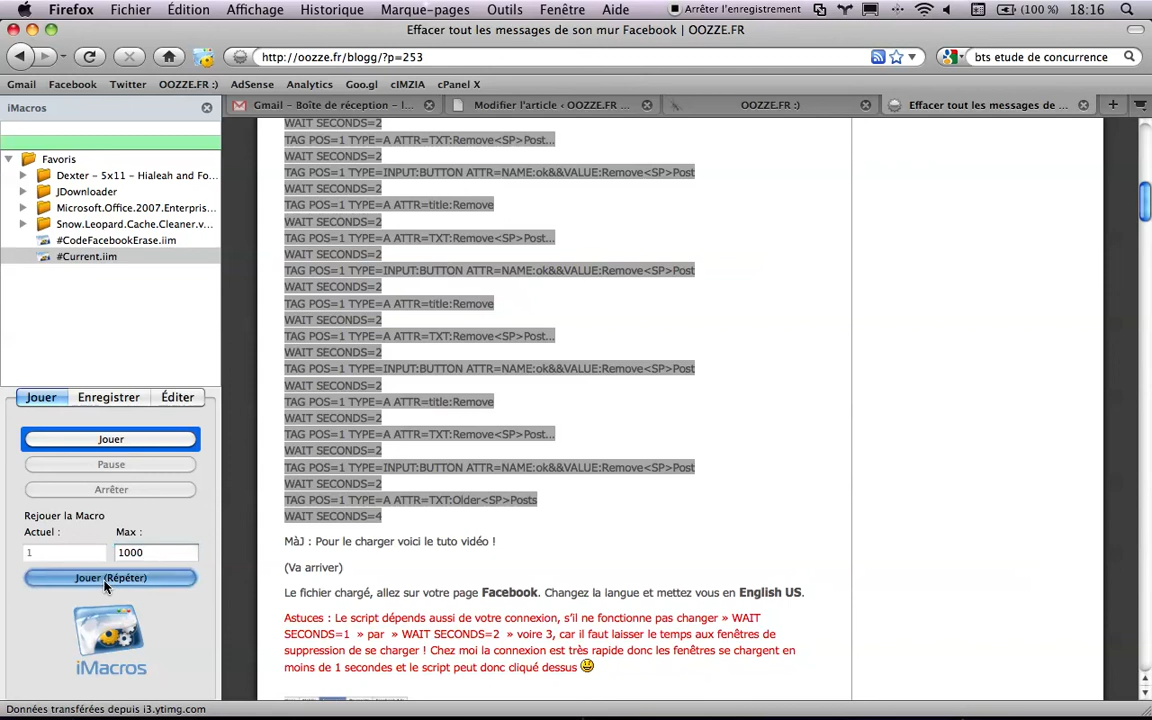 Firefox Fichier Édition Affichage Historique Marque-pages Outils Fenêtre Aide Arrêter l'enregistrement (100 %) 18:16
Effacer tout les messages de son mur Facebook | OOZZE.FR
http://oozze.fr/blogg/?p=253
bts etude de concurrence
Gmail Facebook Twitter OOZZE.FR :) AdSense Analytics Goo.gl cIMZIA cPanel X
iMacros
Gmail – Boîte de réception – l... Modifier l'article ‹ OOZZE.FR ... OOZZE.FR :) Effacer tout les messages de ...
Favoris
Dexter – 5x11 – Hialeah and Fo...
JDownloader
Microsoft.Office.2007.Enterpris...
Snow.Leopard.Cache.Cleaner.v...
#CodeFacebookErase.iim
#Current.iim
Jouer Enregistrer Éditer
Jouer
Pause
Arrêter
Rejouer la Macro
Actuel : Max :
1 1000
Jouer (Répéter)
iMacros
WAIT SECONDS=2
TAG POS=1 TYPE=A ATTR=TXT:Remove<SP>Post...
WAIT SECONDS=2
TAG POS=1 TYPE=INPUT:BUTTON ATTR=NAME:ok&&VALUE:Remove<SP>Post
WAIT SECONDS=2
TAG POS=1 TYPE=A ATTR=title:Remove
WAIT SECONDS=2
TAG POS=1 TYPE=A ATTR=TXT:Remove<SP>Post...
WAIT SECONDS=2
TAG POS=1 TYPE=INPUT:BUTTON ATTR=NAME:ok&&VALUE:Remove<SP>Post
WAIT SECONDS=2
TAG POS=1 TYPE=A ATTR=title:Remove
WAIT SECONDS=2
TAG POS=1 TYPE=A ATTR=TXT:Remove<SP>Post...
WAIT SECONDS=2
TAG POS=1 TYPE=INPUT:BUTTON ATTR=NAME:ok&&VALUE:Remove<SP>Post
WAIT SECONDS=2
TAG POS=1 TYPE=A ATTR=title:Remove
WAIT SECONDS=2
TAG POS=1 TYPE=A ATTR=TXT:Remove<SP>Post...
WAIT SECONDS=2
TAG POS=1 TYPE=INPUT:BUTTON ATTR=NAME:ok&&VALUE:Remove<SP>Post
WAIT SECONDS=2
TAG POS=1 TYPE=A ATTR=TXT:Older<SP>Posts
WAIT SECONDS=4
MàJ : Pour le charger voici le tuto vidéo !
(Va arriver)
Le fichier chargé, allez sur votre page Facebook. Changez la langue et mettez vous en English US.
Astuces : Le script dépends aussi de votre connexion, s'il ne fonctionne pas changer » WAIT
SECONDS=1 » par » WAIT SECONDS=2 » voire 3, car il faut laisser le temps aux fenêtres de
suppression de se charger ! Chez moi la connexion est très rapide donc les fenêtres se chargent en
moins de 1 secondes et le script peut donc cliqué dessus
Données transférées depuis i3.ytimg.com